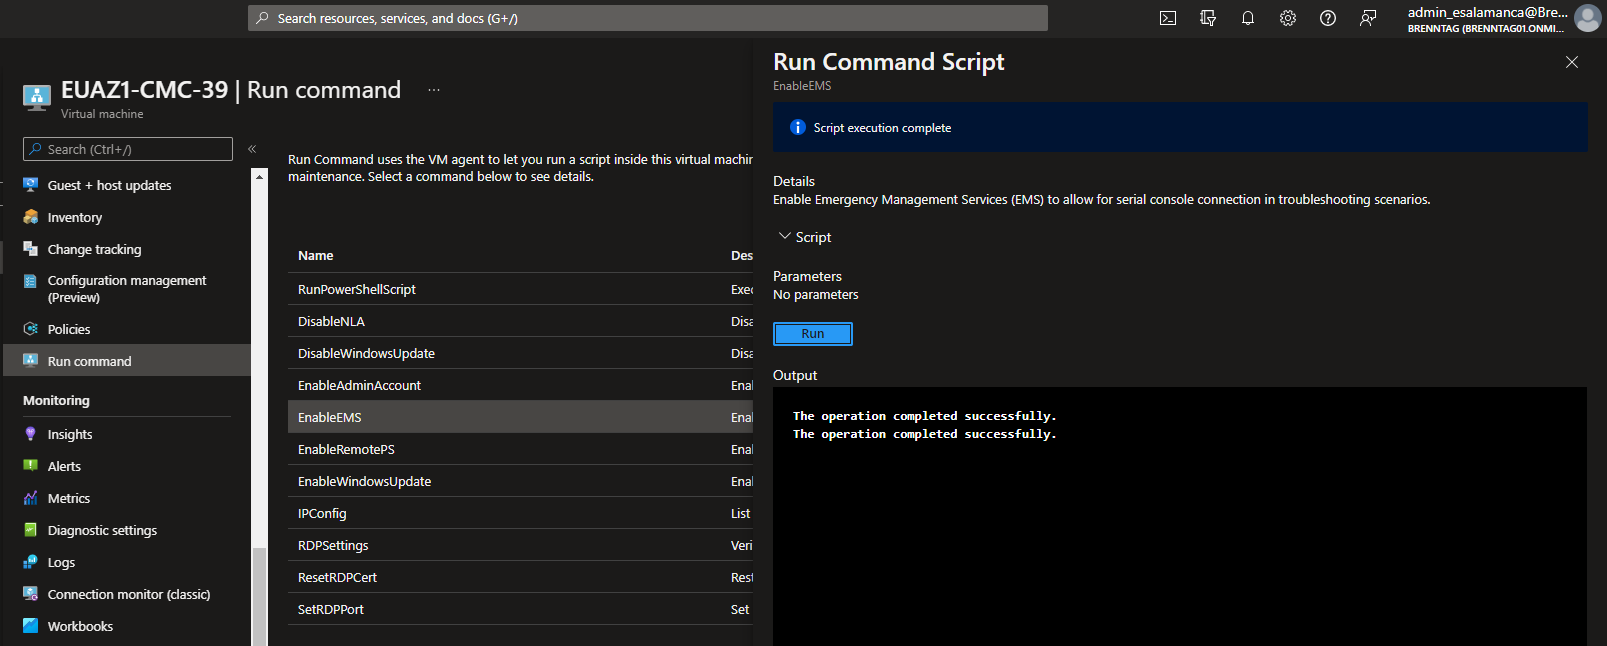 Search resources, services, and docs (G+/)
admin_esalamanca@Bre...
BRENNTAG (BRENNTAG01.ONMI...
EUAZ1-CMC-39 | Run command ...
Virtual machine
Search (Ctrl+/)
«
Guest + host updates
Inventory
Change tracking
Configuration management
(Preview)
Policies
Run command
Monitoring
Insights
Alerts
Metrics
Diagnostic settings
Logs
Connection monitor (classic)
Workbooks
Run Command uses the VM agent to let you run a script inside this virtual machin
maintenance. Select a command below to see details.
Name Des
RunPowerShellScript Exec
DisableNLA Disa
DisableWindowsUpdate Disa
EnableAdminAccount Enal
EnableEMS Enal
EnableRemotePS Enal
EnableWindowsUpdate Enal
IPConfig List
RDPSettings Veri
ResetRDPCert Rest
SetRDPPort Set
Run Command Script
EnableEMS
Script execution complete
Details
Enable Emergency Management Services (EMS) to allow for serial console connection in troubleshooting scenarios.
Script
Parameters
No parameters
Run
Output
The operation completed successfully.
The operation completed successfully.